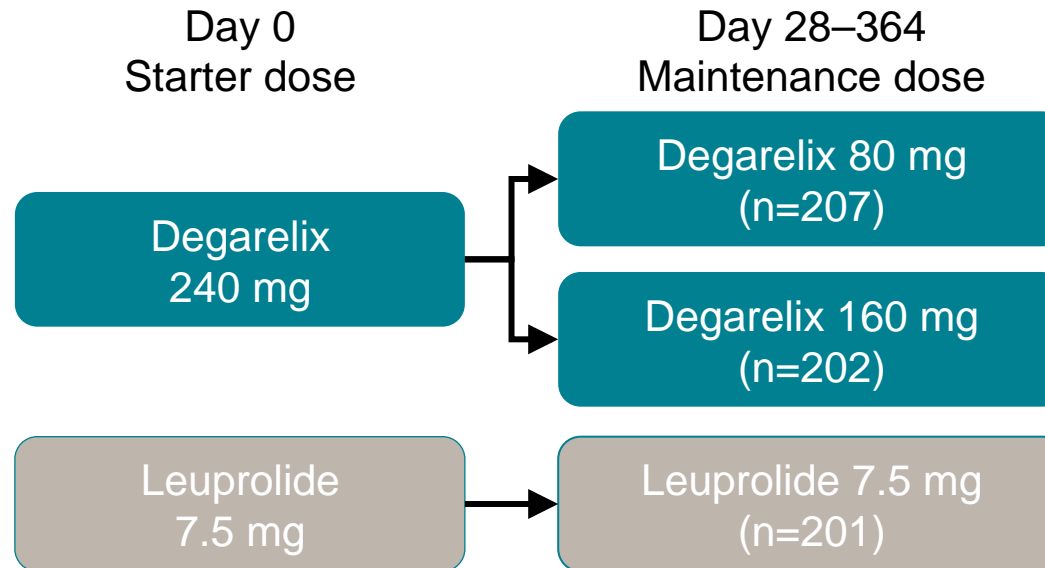 Day 0
Starter dose
Day 28–364
Maintenance dose
Degarelix
240 mg
Degarelix 80 mg
(n=207)
Degarelix 160 mg
(n=202)
Leuprolide
7.5 mg
Leuprolide 7.5 mg
(n=201)